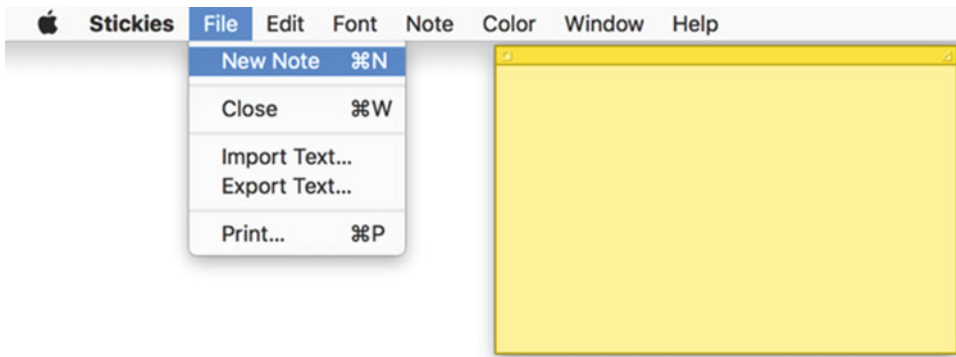 Stickies File Edit Font Note Color Window Help
New Note ⌘N
Close ⌘W
Import Text...
Export Text...
Print... ⌘P